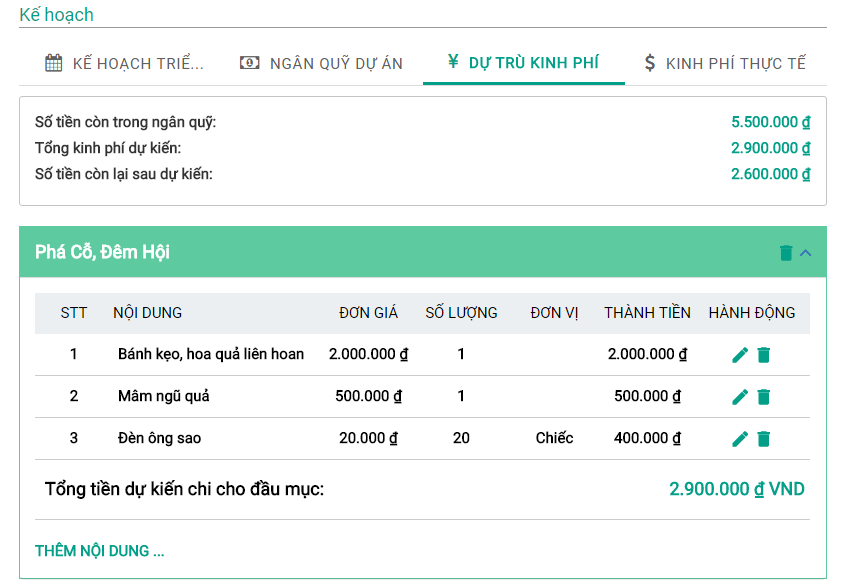 Kế hoạch
KẾ HOẠCH TRIỂ... NGÂN QUỸ DỰ ÁN ¥ DỰ TRÙ KINH PHÍ $ KINH PHÍ THỰC TẾ
Số tiền còn trong ngân quỹ: 5.500.000 ₫
Tổng kinh phí dự kiến: 2.900.000 ₫
Số tiền còn lại sau dự kiến: 2.600.000 ₫
Phá Cỗ, Đêm Hội
STT NỘI DUNG ĐƠN GIÁ SỐ LƯỢNG ĐƠN VỊ THÀNH TIỀN HÀNH ĐỘNG
1 Bánh kẹo, hoa quả liên hoan 2.000.000 ₫ 1 2.000.000 ₫
2 Mâm ngũ quả 500.000 ₫ 1 500.000 ₫
3 Đèn ông sao 20.000 ₫ 20 Chiếc 400.000 ₫
Tổng tiền dự kiến chi cho đầu mục: 2.900.000 ₫ VND
THÊM NỘI DUNG ...